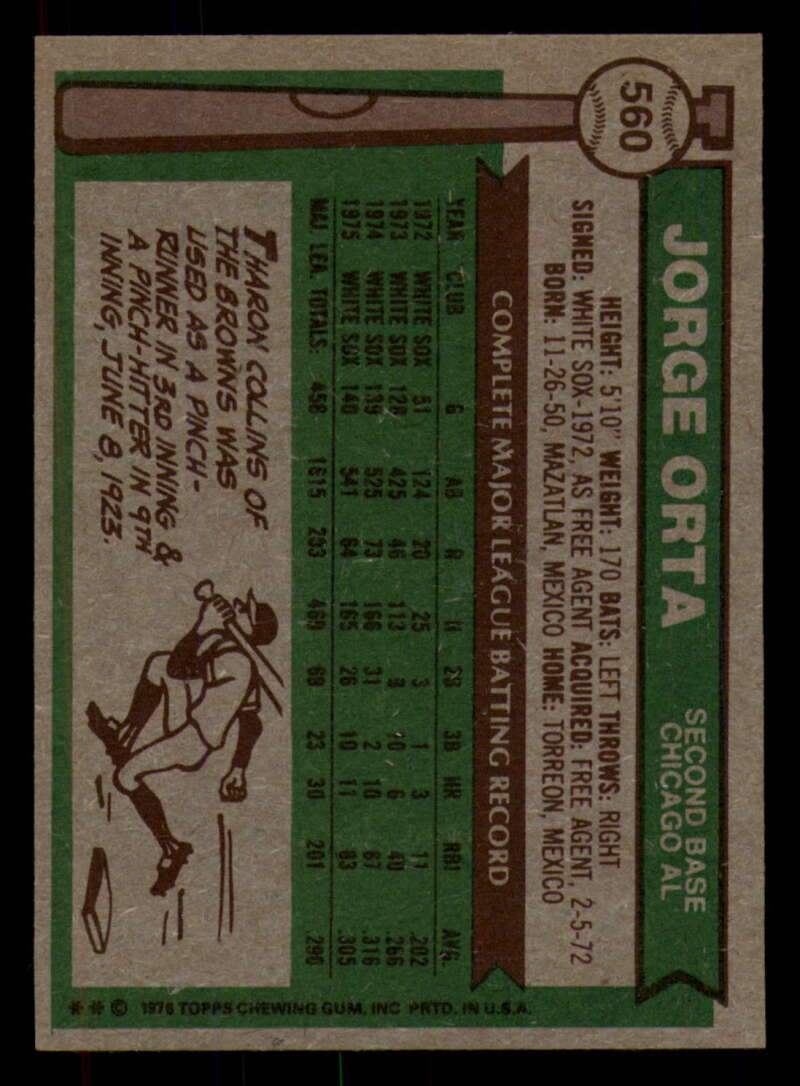 560
JORGE ORTA
SECOND BASE
CHICAGO AL
HEIGHT: 5'10" WEIGHT: 170 BATS: LEFT THROWS: RIGHT
SIGNED: WHITE SOX-1972, AS FREE AGENT ACQUIRED: FREE AGENT, 2-5-72
BORN: 11-26-50, MAZATLAN, MEXICO HOME: TORREON, MEXICO
COMPLETE MAJOR LEAGUE BATTING RECORD
YEAR CLUB G AB R H 2B 3B HR RBI AVG.
1972 WHITE SOX 51 124 20 25 3 1 3 11 .202
1973 WHITE SOX 128 425 46 113 9 10 6 40 .266
1974 WHITE SOX 139 525 73 166 31 2 10 67 .316
1975 WHITE SOX 140 541 64 165 26 10 11 83 .305
MAJ. LEA. TOTALS: 458 1615 203 469 69 23 30 201 .290
THARON COLLINS OF
THE BROWNS WAS
USED AS A PINCH-
RUNNER IN 3RD INNING &
A PINCH-HITTER IN 9TH
INNING, JUNE 8, 1923.
* * © 1976 TOPPS CHEWING GUM, INC PRTD. IN U.S.A.